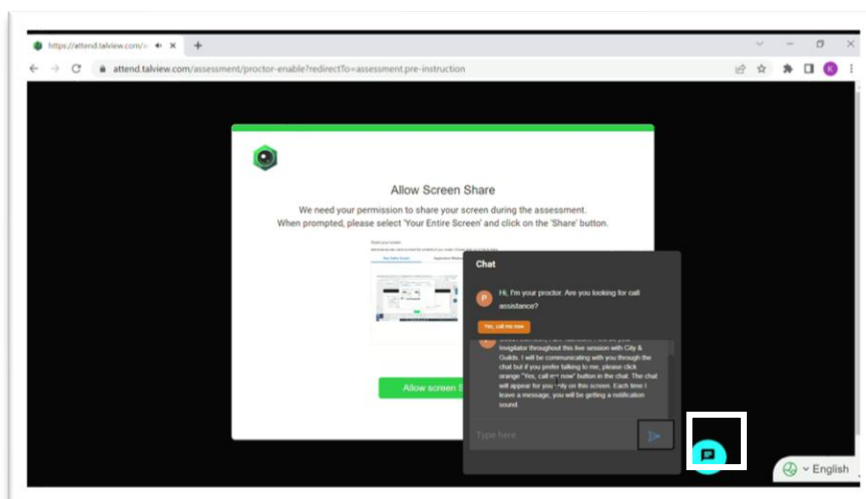 https://attend.talview.com/
attend.talview.com/assessment/proctor-enable?redirectTo=assessment.pre-instruction
K
Allow Screen Share
We need your permission to share your screen during the assessment.
When prompted, please select 'Your Entire Screen' and click on the 'Share' button.
Chat
P
Hi, I'm your proctor. Are you looking for call
assistance?
Yes, call me now
Invigilator throughout this live session with City &
Guilds. I will be communicating with you through the
chat but if you prefer talking to me, please click
orange "Yes, call me now" button in the chat. The chat
will appear for you only on this screen. Each time I
leave a message, you will be getting a notification
sound.
Allow screen S
Type here
English